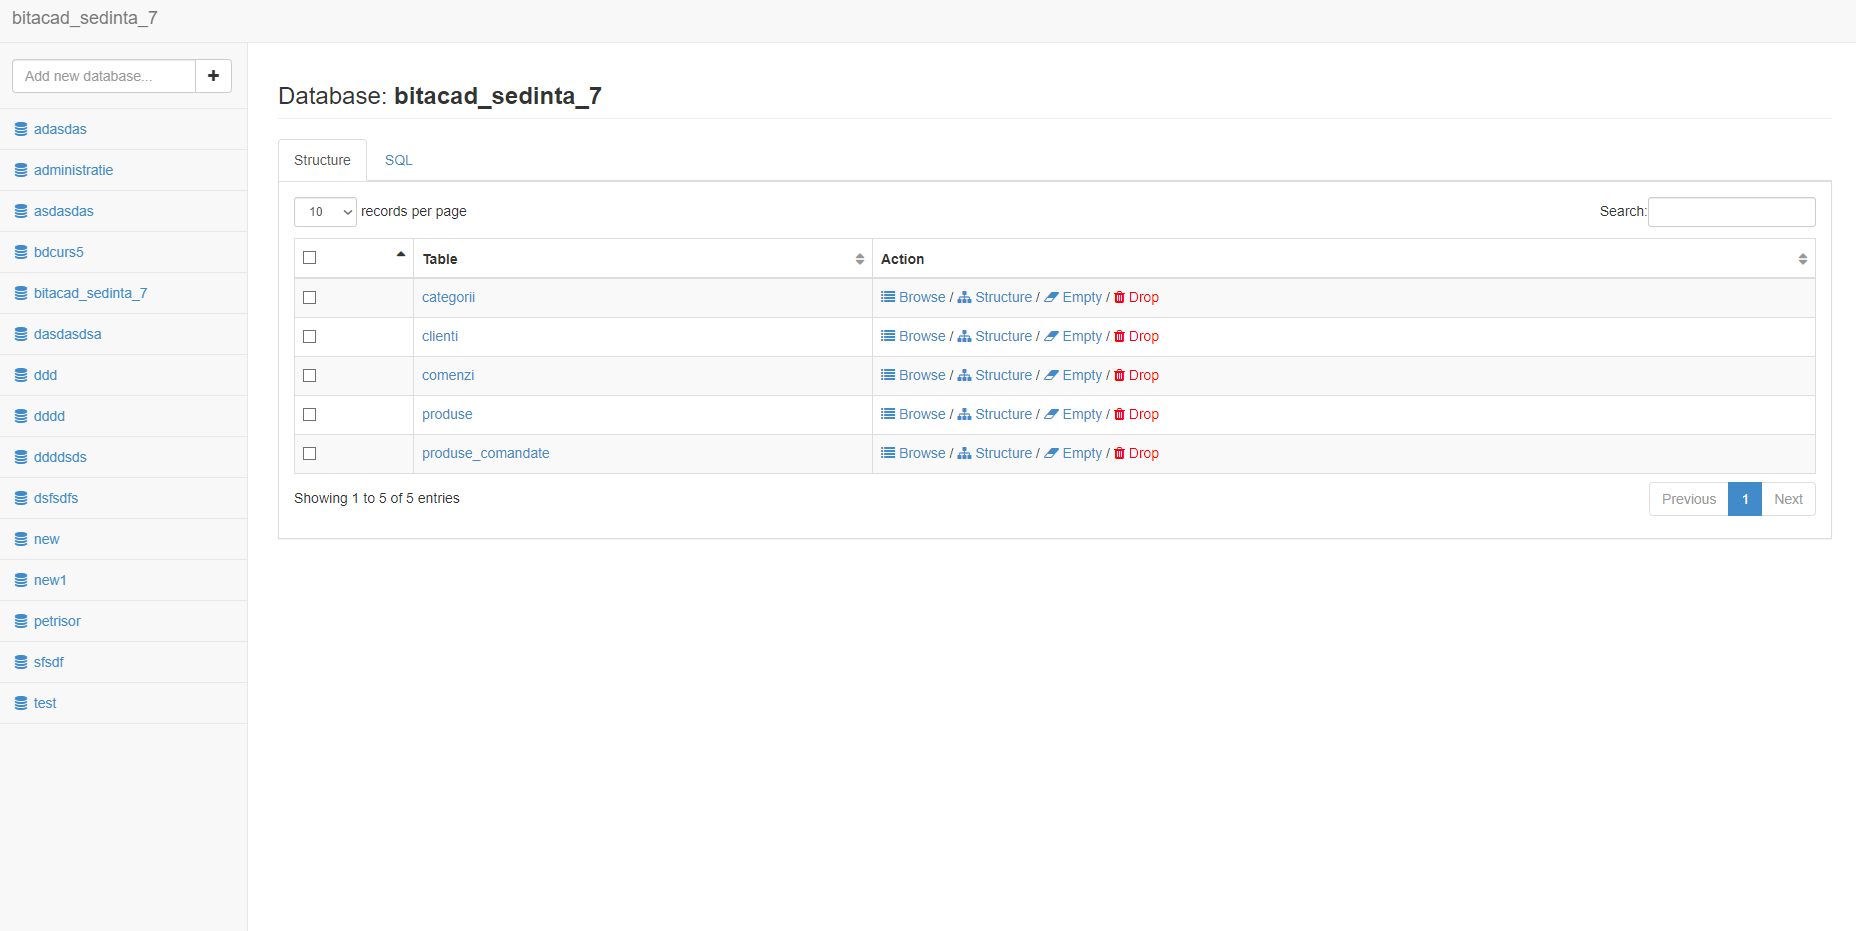 bitacad_sedinta_7
Add new database...
adasdas
administratie
asdasdas
bdcurs5
bitacad_sedinta_7
dasdasdsa
ddd
dddd
ddddsds
dsfsdfs
new
new1
petrisor
sfsdf
test
Database: bitacad_sedinta_7
Structure SQL
10 records per page Search:
Table Action
categorii Browse / Structure / Empty / Drop
clienti Browse / Structure / Empty / Drop
comenzi Browse / Structure / Empty / Drop
produse Browse / Structure / Empty / Drop
produse_comandate Browse / Structure / Empty / Drop
Showing 1 to 5 of 5 entries Previous 1 Next